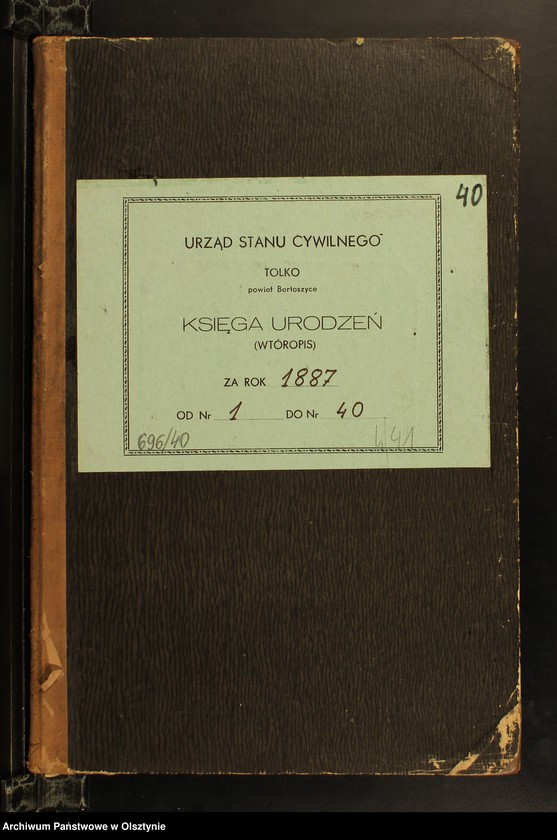 40
URZĄD STANU CYWILNEGO
TOLKO
powiat Bartoszyce
KSIĘGA URODZEŃ
(WTÓROPIS)
ZA ROK 1887
OD Nr 1 DO Nr 40
696/40
Archiwum Państwowe w Olsztynie